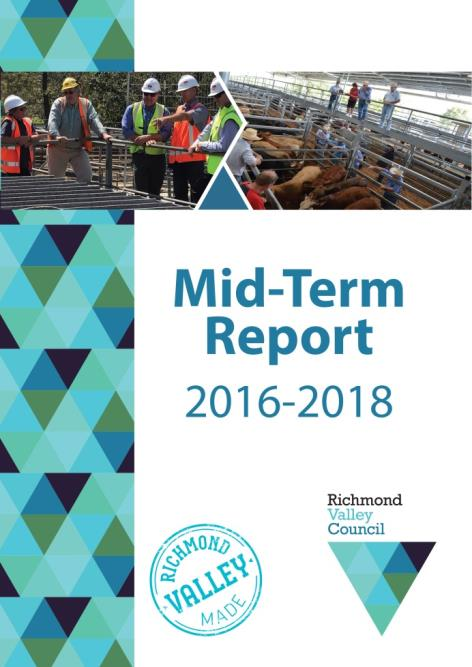 Mid-Term
Report
2016-2018
Richmond
Valley
Council
RICHMOND
VALLEY
MADE